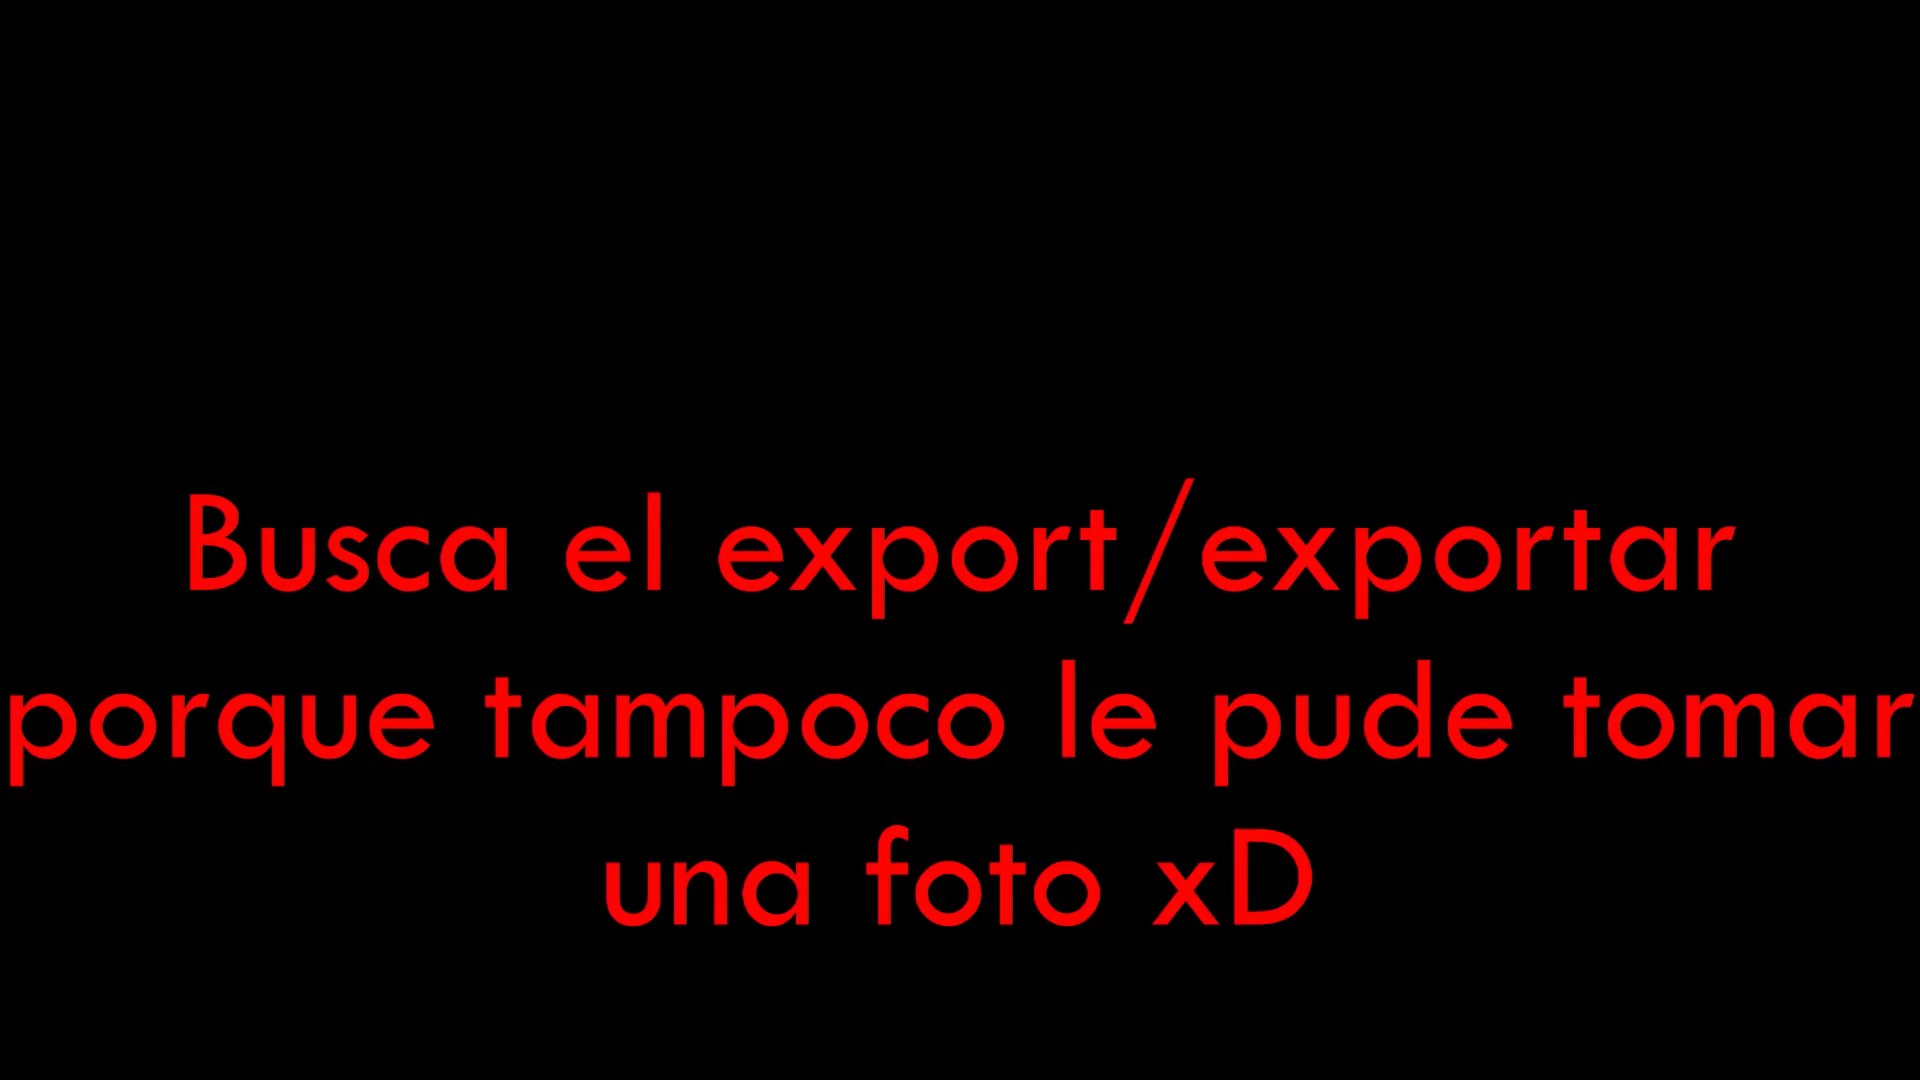 Busca el export/exportar
porque tampoco le pude tomar
una foto xD